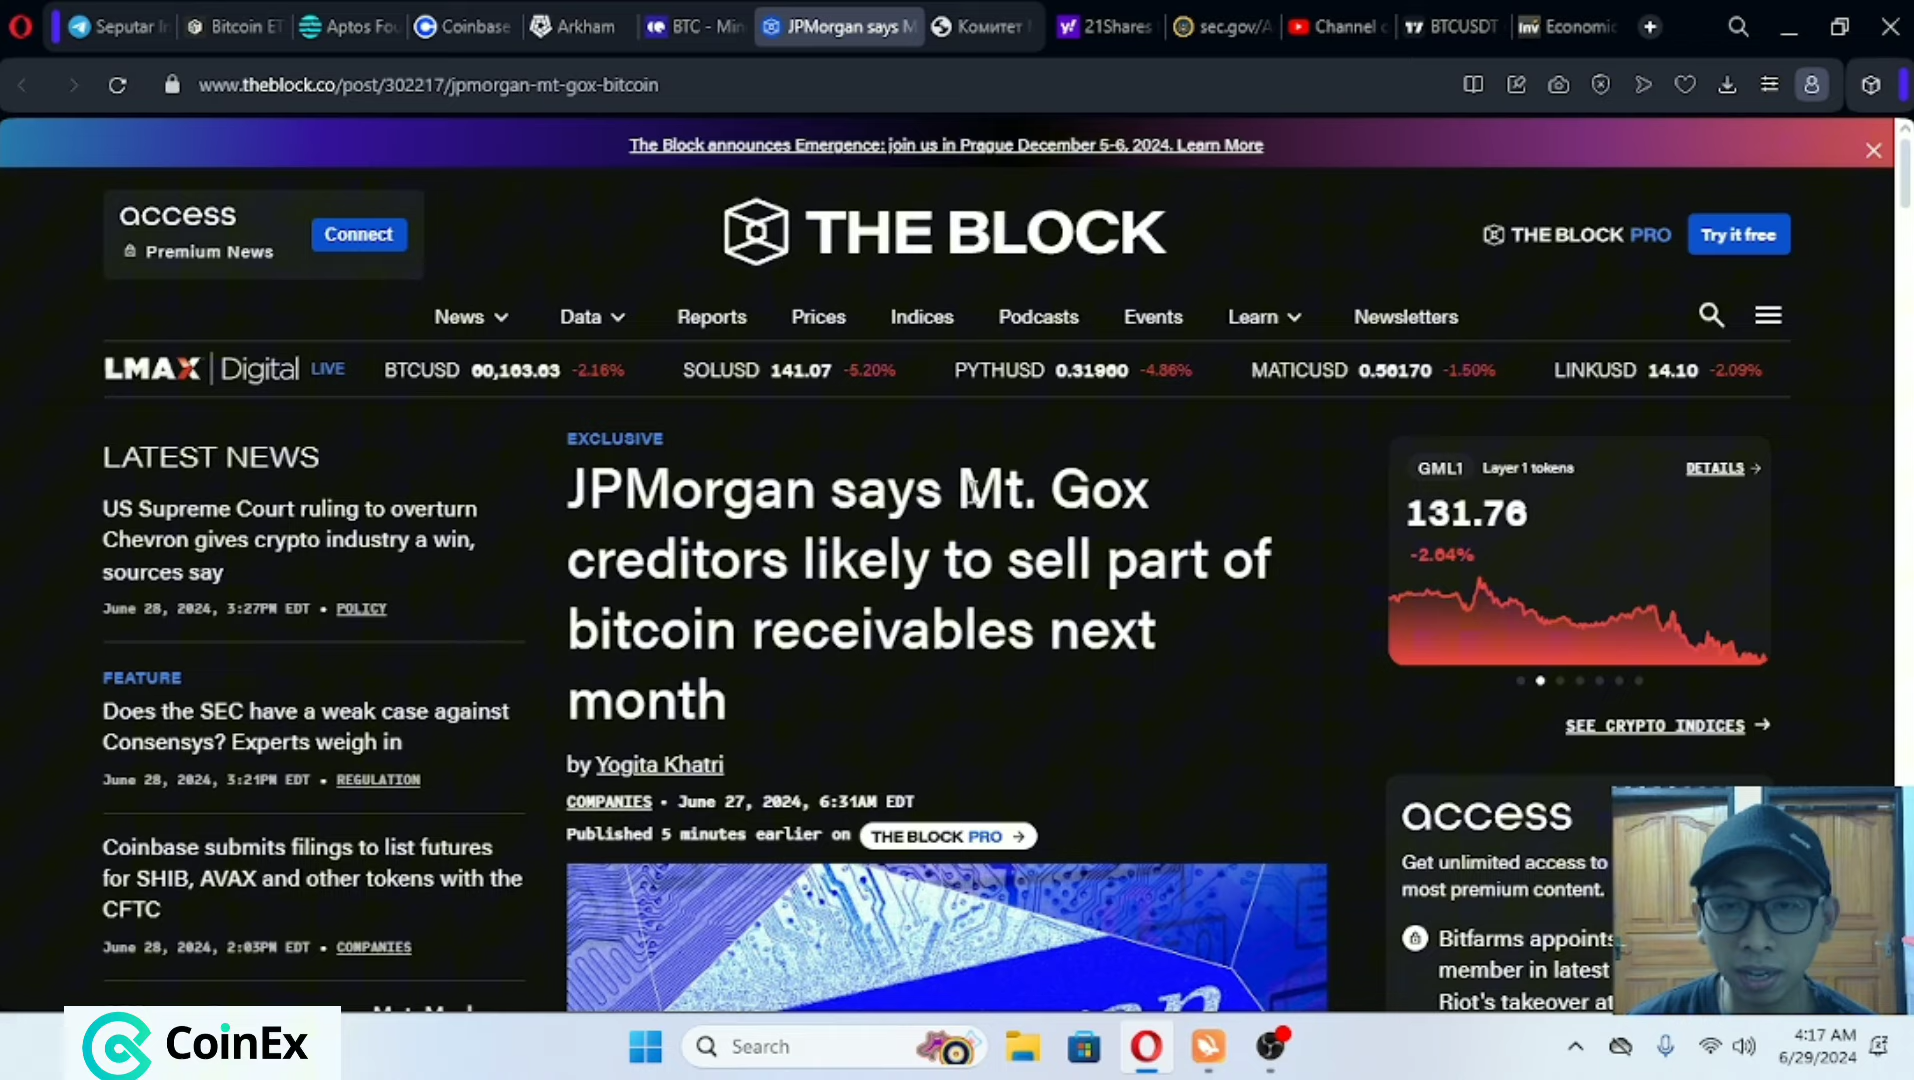 Seputar I
Bitcoin ET
Aptos Fou
Coinbase
Arkham
BTC - Min
JPMorgan says M
Комитет
21Shares
sec.gov/A
Channel c
BTCUSDT
Economic
www.theblock.co/post/302217/jpmorgan-mt-gox-bitcoin
The Block announces Emergence: join us in Prague December 5-6, 2024. Learn More
access
Premium News
Connect
THE BLOCK
THE BLOCK PRO
Try it free
News
Data
Reports
Prices
Indices
Podcasts
Events
Learn
Newsletters
LMAX | Digital LIVE
BTCUSD 60,163.63 -2.16%
SOLUSD 141.07 -5.20%
PYTHUSD 0.31960 -4.86%
MATICUSD 0.56170 -1.50%
LINKUSD 14.10 -2.09%
LATEST NEWS
US Supreme Court ruling to overturn
Chevron gives crypto industry a win,
sources say
June 28, 2024, 3:27PM EDT • POLICY
FEATURE
Does the SEC have a weak case against
Consensys? Experts weigh in
June 28, 2024, 3:21PM EDT • REGULATION
Coinbase submits filings to list futures
for SHIB, AVAX and other tokens with the
CFTC
June 28, 2024, 2:03PM EDT • COMPANIES
EXCLUSIVE
JPMorgan says Mt. Gox
creditors likely to sell part of
bitcoin receivables next
month
by Yogita Khatri
COMPANIES • June 27, 2024, 6:31AM EDT
Published 5 minutes earlier on THE BLOCK PRO →
GML1 Layer 1 tokens
DETAILS →
131.76
-2.64%
SEE CRYPTO INDICES →
access
Get unlimited access to
most premium content.
Bitfarms appoints
member in latest
Riot's takeover at
CoinEx
Search
4:17 AM
6/29/2024